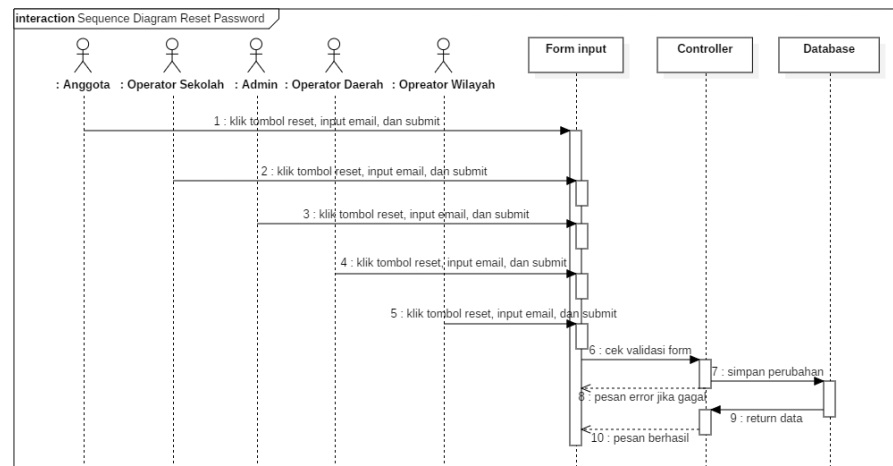 interaction Sequence Diagram Reset Password
Form input
Controller
Database
: Anggota
: Operator Sekolah
: Admin
: Operator Daerah
: Opreator Wilayah
1 : klik tombol reset, input email, dan submit
2 : klik tombol reset, input email, dan submit
3 : klik tombol reset, input email, dan submit
4 : klik tombol reset, input email, dan submit
5 : klik tombol reset, input email, dan submit
6 : cek validasi form
7 : simpan perubahan
8 : pesan error jika gagal
9 : return data
10 : pesan berhasil